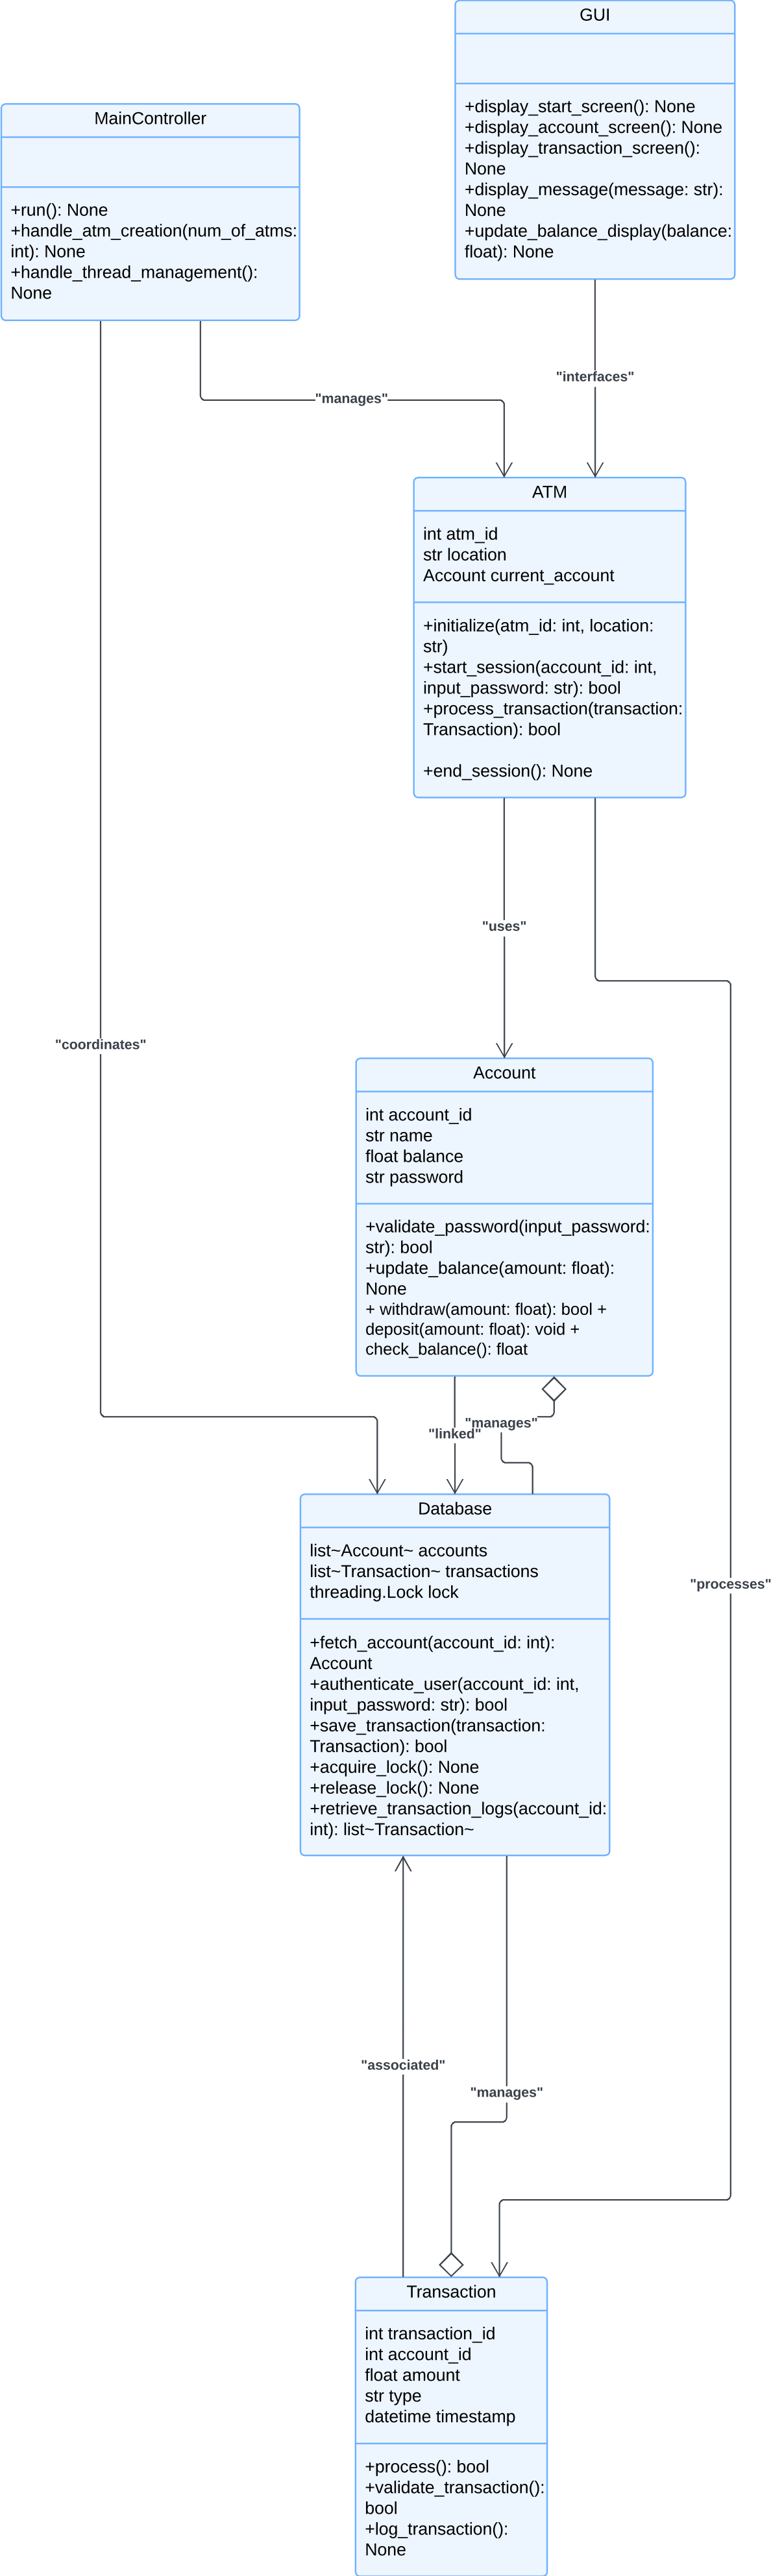 GUI
+display_start_screen(): None
+display_account_screen(): None
+display_transaction_screen():
None
+display_message(message: str):
None
+update_balance_display(balance:
float): None
MainController
+run(): None
+handle_atm_creation(num_of_atms:
int): None
+handle_thread_management():
None
"interfaces"
"manages"
ATM
int atm_id
str location
Account current_account
+initialize(atm_id: int, location:
str)
+start_session(account_id: int,
input_password: str): bool
+process_transaction(transaction:
Transaction): bool
+end_session(): None
"uses"
"coordinates"
Account
int account_id
str name
float balance
str password
+validate_password(input_password:
str): bool
+update_balance(amount: float):
None
+ withdraw(amount: float): bool +
deposit(amount: float): void +
check_balance(): float
"manages"
"linked"
Database
list~Account~ accounts
list~Transaction~ transactions
threading.Lock lock
+fetch_account(account_id: int):
Account
+authenticate_user(account_id: int,
input_password: str): bool
+save_transaction(transaction:
Transaction): bool
+acquire_lock(): None
+release_lock(): None
+retrieve_transaction_logs(account_id:
int): list~Transaction~
"processes"
"associated"
"manages"
Transaction
int transaction_id
int account_id
float amount
str type
datetime timestamp
+process(): bool
+validate_transaction():
bool
+log_transaction():
None